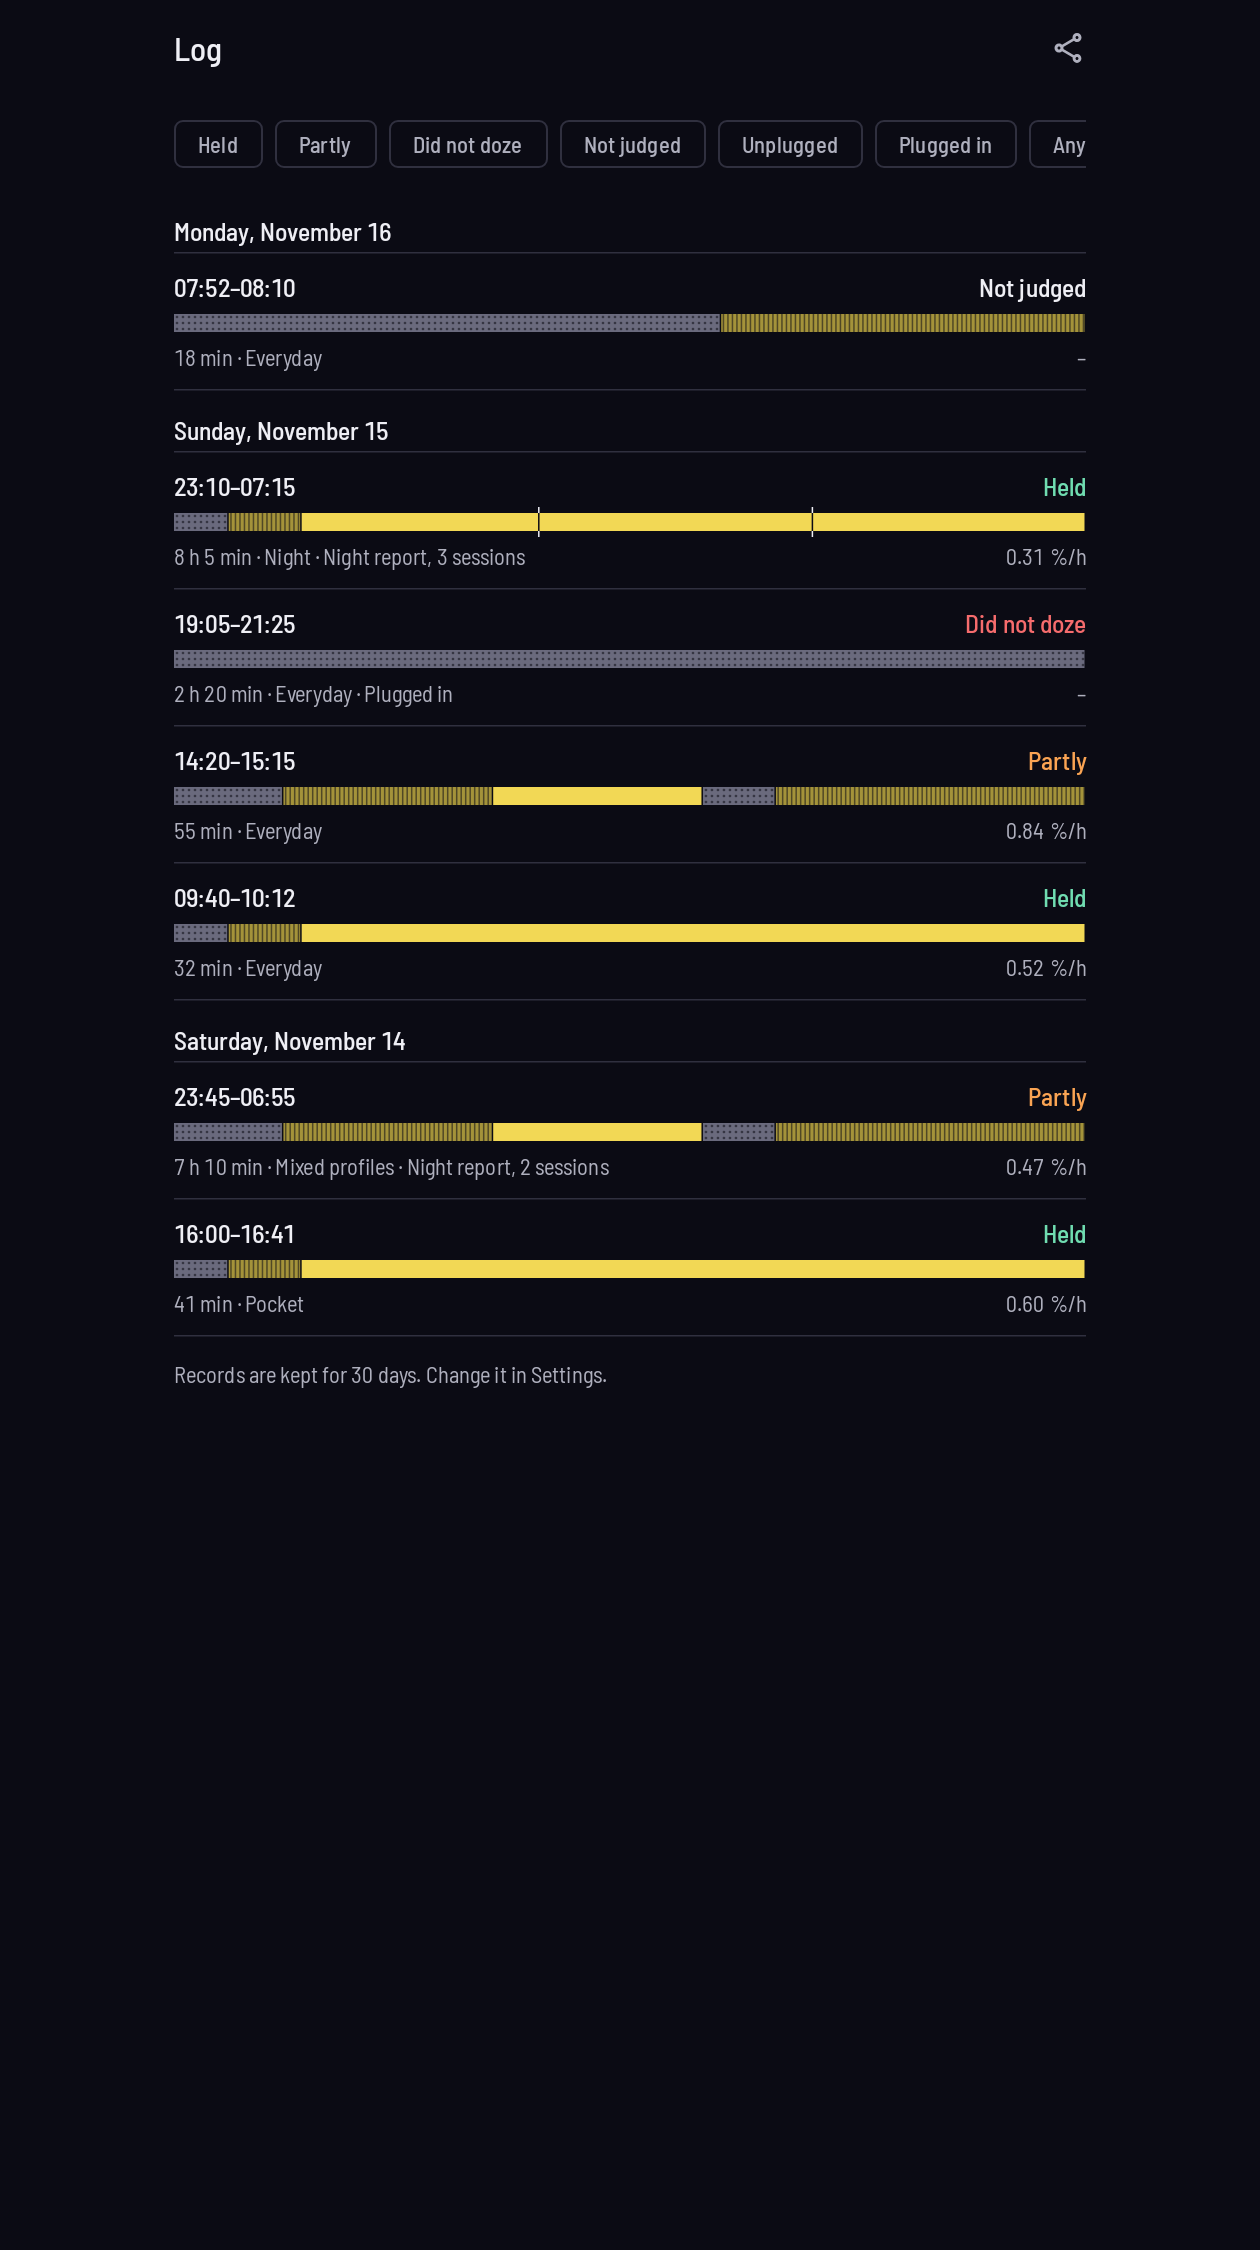 Log
Held Partly Did not doze Not judged Unplugged Plugged in Any
Monday, November 16
07:52–08:10 Not judged
18 min · Everyday –
Sunday, November 15
23:10–07:15 Held
8 h 5 min · Night · Night report, 3 sessions 0.31 %/h
19:05–21:25 Did not doze
2 h 20 min · Everyday · Plugged in –
14:20–15:15 Partly
55 min · Everyday 0.84 %/h
09:40–10:12 Held
32 min · Everyday 0.52 %/h
Saturday, November 14
23:45–06:55 Partly
7 h 10 min · Mixed profiles · Night report, 2 sessions 0.47 %/h
16:00–16:41 Held
41 min · Pocket 0.60 %/h
Records are kept for 30 days. Change it in Settings.